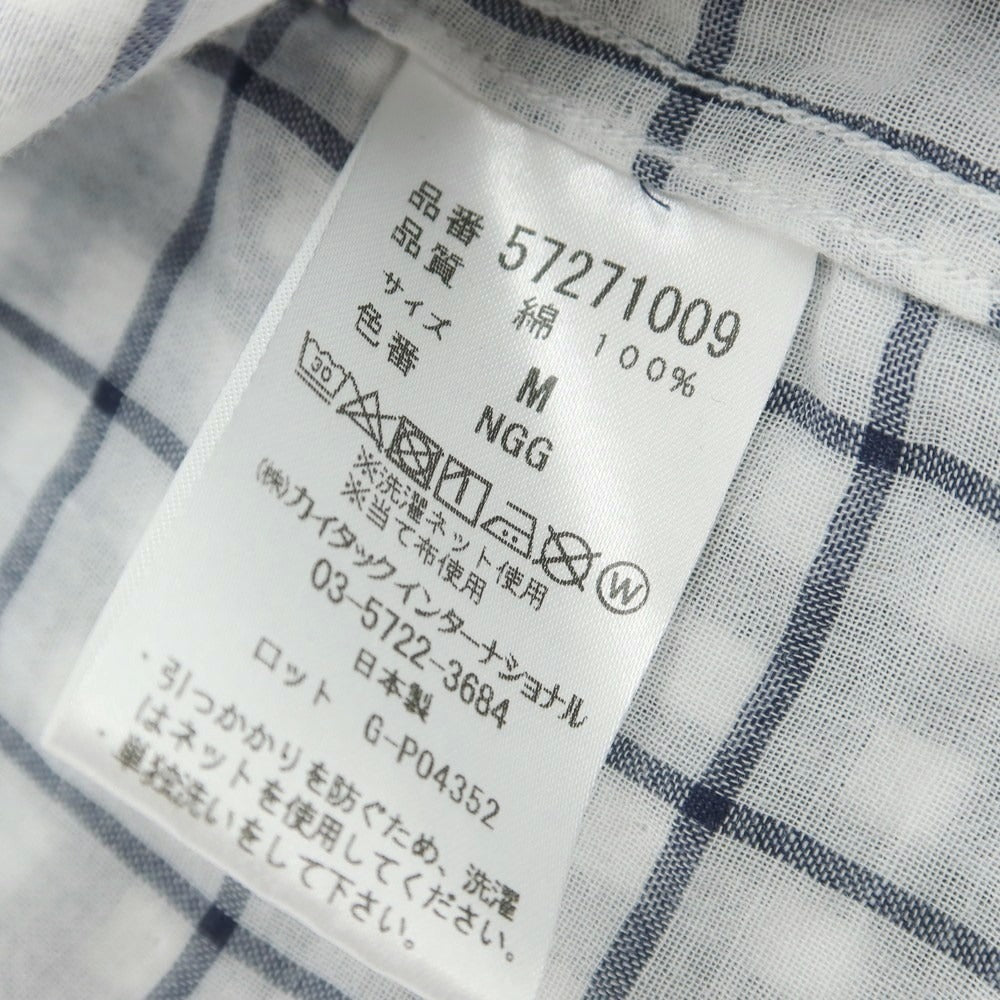 品番 57271009
品質 綿 100%
サイズ M
色番 NGG
30 W
※洗濯ネット使用
※当て布使用
(株)カイタックインターナショナル
03-5722-3684
日本製
ロット G-P04352
・引っかかりを防ぐため、洗濯
はネットを使用してください。
・単独洗いをして下さい。